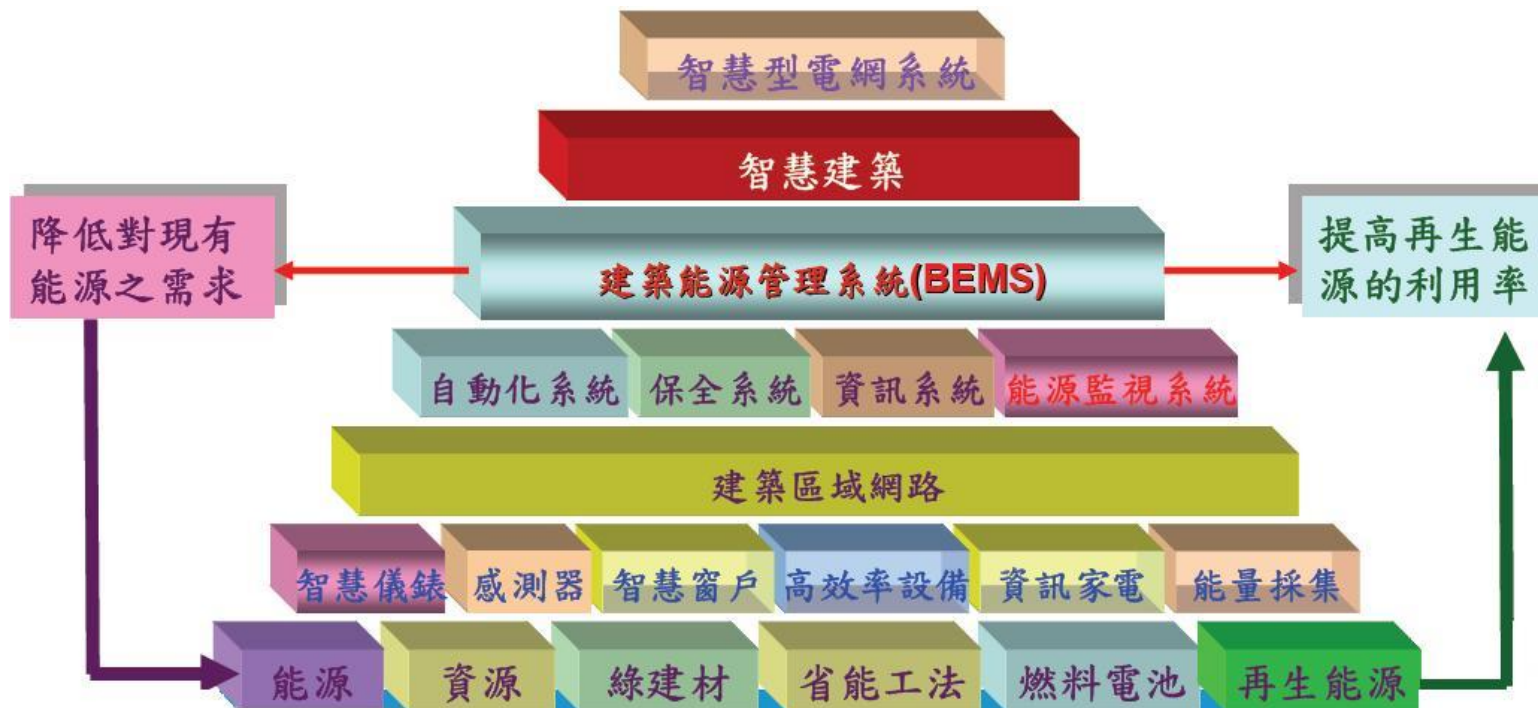 智慧型電網系統
智慧建築
降低對現有
能源之需求
建築能源管理系統(BEMS)
提高再生能
源的利用率
自動化系統
保全系統
資訊系統
能源監視系統
建築區域網路
智慧儀錶
感測器
智慧窗戶
高效率設備
資訊家電
能量採集
能源
資源
綠建材
省能工法
燃料電池
再生能源